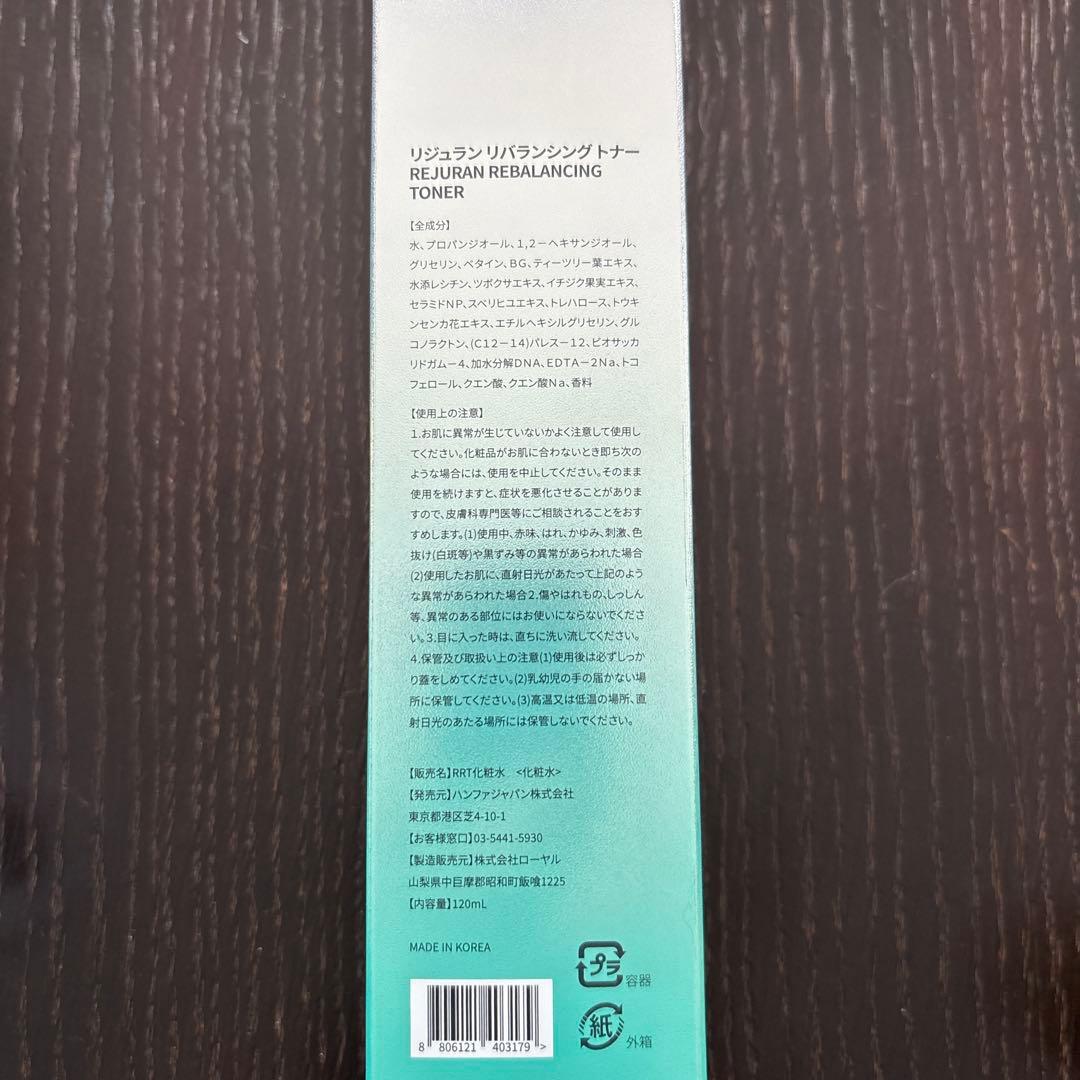 リジュラン リバランシング トナー
REJURAN REBALANCING
TONER
【全成分】
水、プロパンジオール、1,2－ヘキサンジオール、
グリセリン、ベタイン、BG、ティーツリー葉エキス、
水添レシチン、ツボクサエキス、イチジク果実エキス、
セラミドNP、スベリヒユエキス、トレハロース、トウキ
ンセンカ花エキス、エチルヘキシルグリセリン、グル
コノラクトン、(C12－14)パレス－12、ビオサッカ
リドガム－4、加水分解DNA、EDTA－2Na、トコ
フェロール、クエン酸、クエン酸Na、香料
【使用上の注意】
1.お肌に異常が生じていないかよく注意して使用し
てください。化粧品がお肌に合わないとき即ち次の
ような場合には、使用を中止してください。そのまま
使用を続けますと、症状を悪化させることがありま
すので、皮膚科専門医等にご相談されることをおす
すめします。(1)使用中、赤味、はれ、かゆみ、刺激、色
抜け(白斑等)や黒ずみ等の異常があらわれた場合
(2)使用したお肌に、直射日光があたって上記のよう
な異常があらわれた場合2.傷やはれもの、しっしん
等、異常のある部位にはお使いにならないでくださ
い。3.目に入った時は、直ちに洗い流してください。
4.保管及び取扱い上の注意(1)使用後は必ずしっか
り蓋をしめてください。(2)乳幼児の手の届かない場
所に保管してください。(3)高温又は低温の場所、直
射日光のあたる場所には保管しないでください。
【販売名】RRT化粧水　<化粧水>
【発売元】ハンファジャパン株式会社
東京都港区芝4-10-1
【お客様窓口】03-5441-5930
【製造販売元】株式会社ローヤル
山梨県中巨摩郡昭和町飯喰1225
【内容量】120mL
MADE IN KOREA
プラ 容器
紙 外箱
8 806121 403179 >